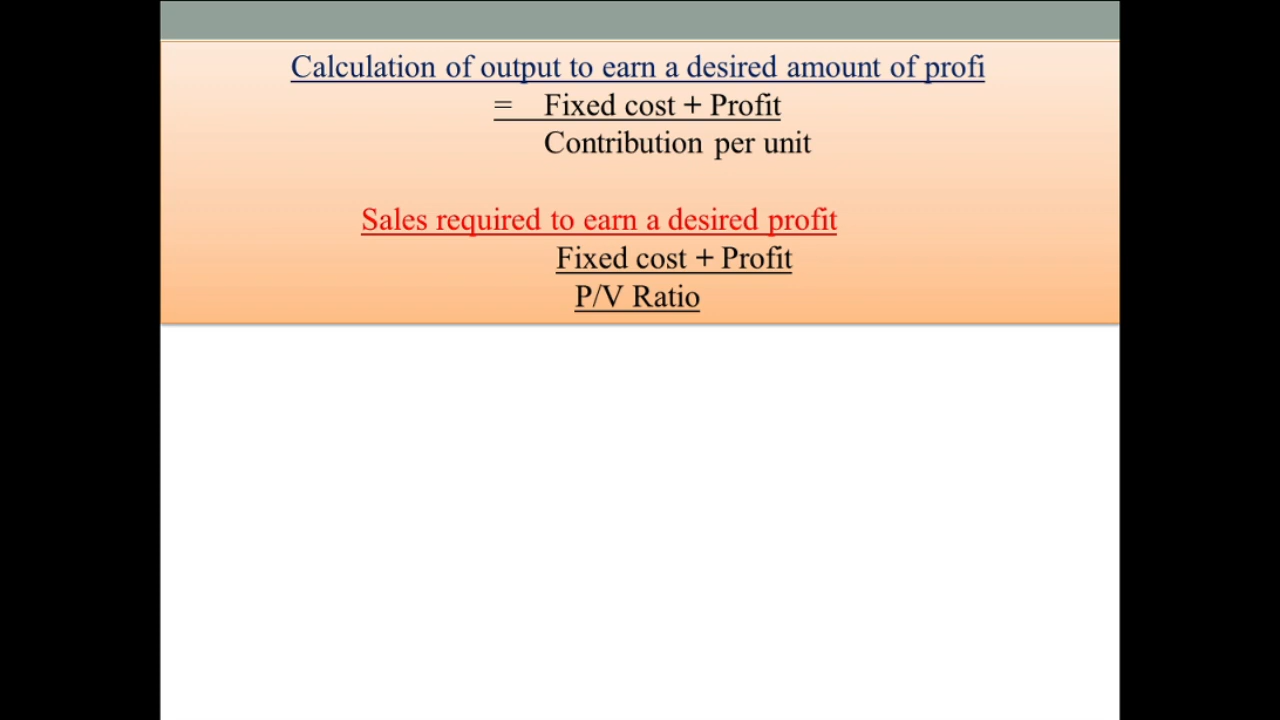 Calculation of output to earn a desired amount of profi
= Fixed cost + Profit
Contribution per unit
Sales required to earn a desired profit
Fixed cost + Profit
P/V Ratio